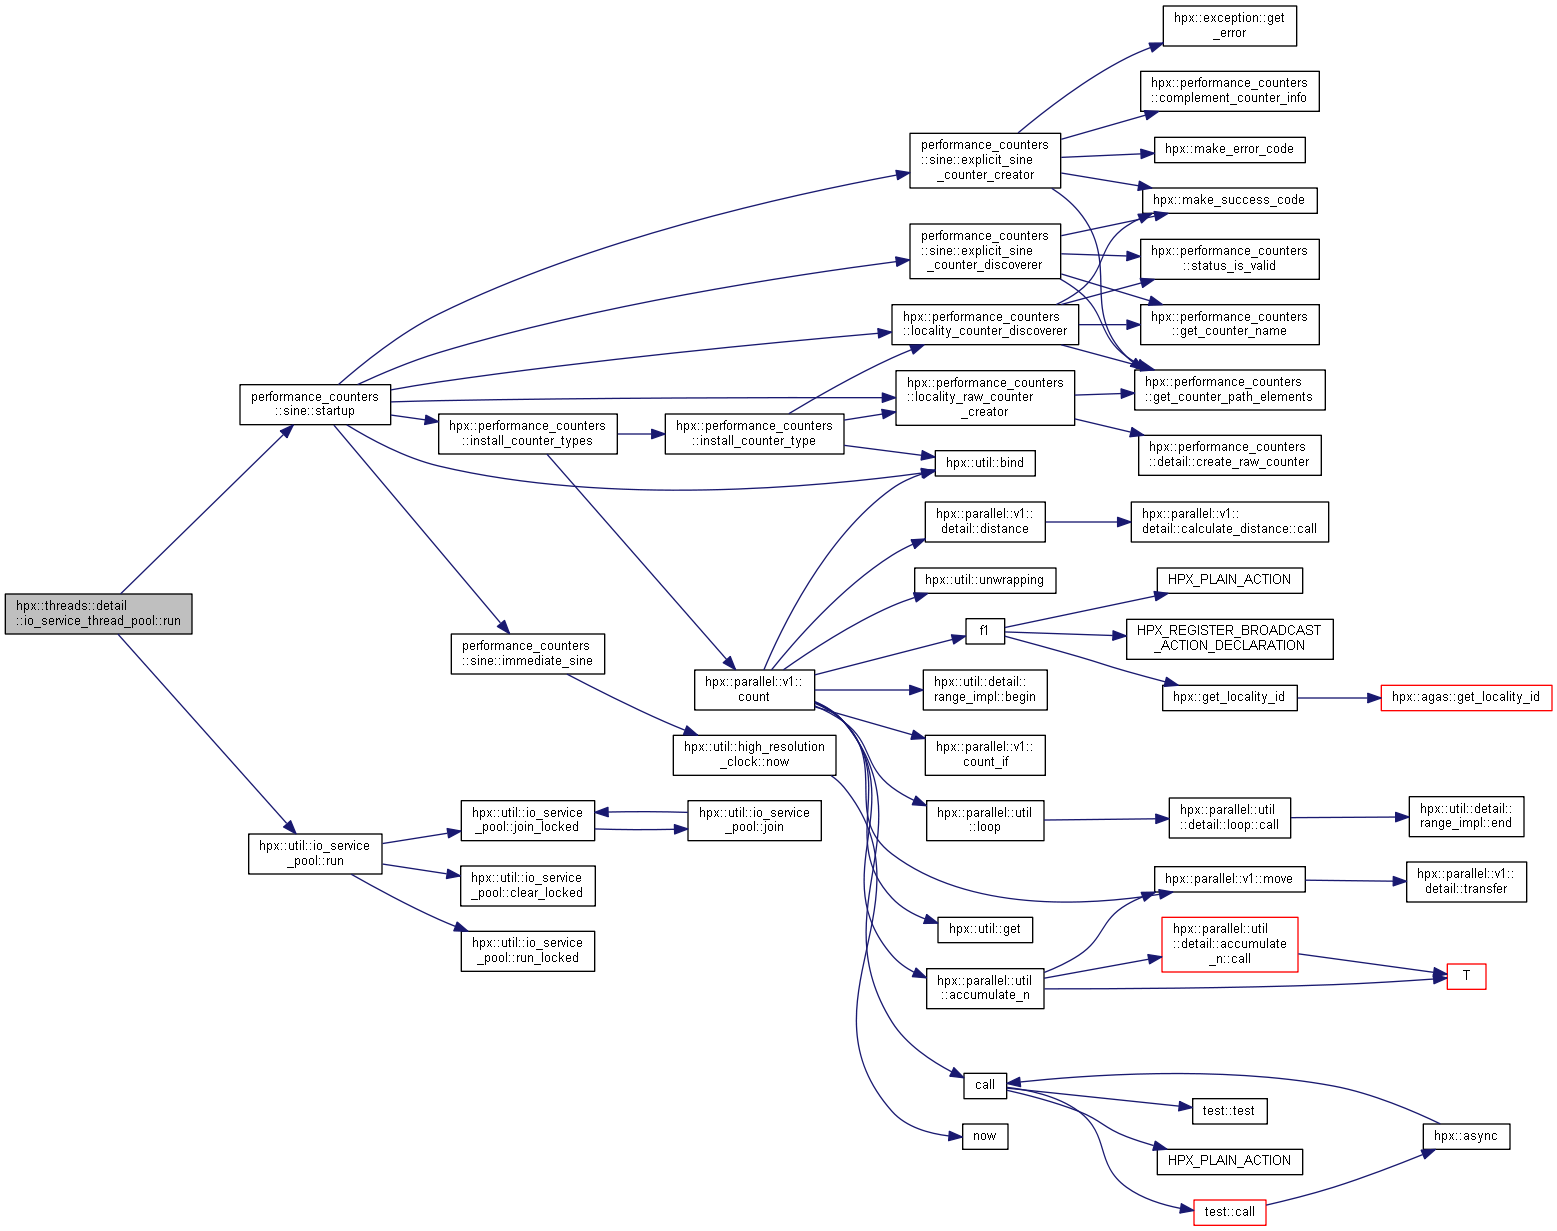 hpx::exception::get
_error
hpx::performance_counters
::complement_counter_info
performance_counters
::sine::explicit_sine
_counter_creator
hpx::make_error_code
hpx::make_success_code
performance_counters
::sine::explicit_sine
_counter_discoverer
hpx::performance_counters
::status_is_valid
hpx::performance_counters
::locality_counter_discoverer
hpx::performance_counters
::get_counter_name
performance_counters
::sine::startup
hpx::performance_counters
::locality_raw_counter
_creator
hpx::performance_counters
::get_counter_path_elements
hpx::performance_counters
::install_counter_types
hpx::performance_counters
::install_counter_type
hpx::performance_counters
::detail::create_raw_counter
hpx::util::bind
hpx::parallel::v1::
detail::distance
hpx::parallel::v1::
detail::calculate_distance::call
hpx::util::unwrapping
HPX_PLAIN_ACTION
hpx::threads::detail
::io_service_thread_pool::run
f1
HPX_REGISTER_BROADCAST
_ACTION_DECLARATION
performance_counters
::sine::immediate_sine
hpx::parallel::v1::
count
hpx::util::detail::
range_impl::begin
hpx::get_locality_id
hpx::agas::get_locality_id
hpx::util::high_resolution
_clock::now
hpx::parallel::v1::
count_if
hpx::util::io_service
_pool::join_locked
hpx::util::io_service
_pool::join
hpx::parallel::util
::loop
hpx::parallel::util
::detail::loop::call
hpx::util::detail::
range_impl::end
hpx::util::io_service
_pool::run
hpx::util::io_service
_pool::clear_locked
hpx::parallel::v1::move
hpx::parallel::v1::
detail::transfer
hpx::util::get
hpx::util::io_service
_pool::run_locked
hpx::parallel::util
::detail::accumulate
_n::call
T
hpx::parallel::util
::accumulate_n
call
test::test
now
hpx::async
HPX_PLAIN_ACTION
test::call